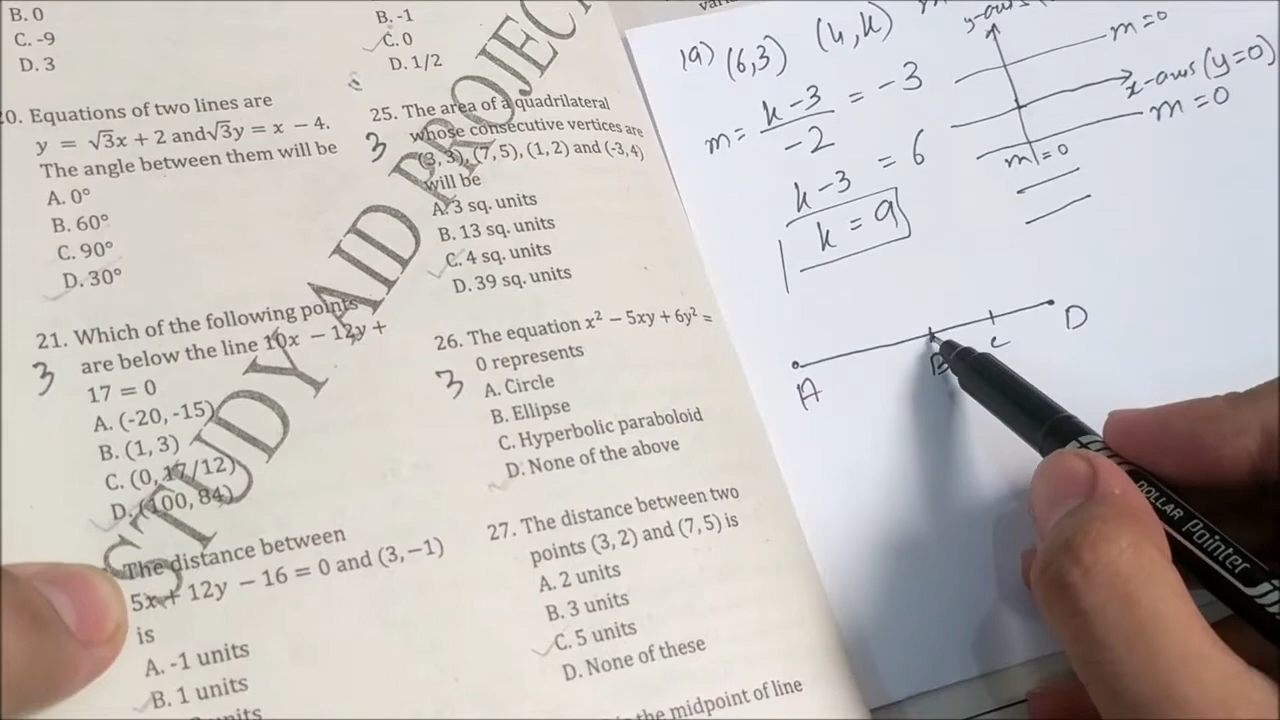 B. 0
C. -9
D. 3
20. Equations of two lines are
y = √3x + 2 and√3y = x − 4.
The angle between them will be
A. 0°
B. 60°
C. 90°
D. 30°
21. Which of the following points
are below the line 10x − 12y +
17 = 0
3
A. (-20, -15)
B. (1, 3)
C. (0, 17/12)
D. (100, 84)
The distance between
5x + 12y − 16 = 0 and (3, −1)
is
A. -1 units
B. 1 units
units
B. -1
C. 0
D. 1/2
25. The area of a quadrilateral
3
whose consecutive vertices are
(3, 3), (7, 5), (1, 2) and (-3, 4)
will be
A. 3 sq. units
B. 13 sq. units
C. 4 sq. units
D. 39 sq. units
26. The equation x² − 5xy + 6y² =
0 represents
3
A. Circle
B. Ellipse
C. Hyperbolic paraboloid
D. None of the above
27. The distance between two
points (3, 2) and (7, 5) is
A. 2 units
B. 3 units
C. 5 units
D. None of these
the midpoint of line
STUDY AID PROJECT
19) (6,3) (4,k)
m = k-3 / -2 = -3
k-3 = 6
k = 9
m=0
x-axis (y=0)
m=0
m=0
A B C D
DOLLAR Pointer